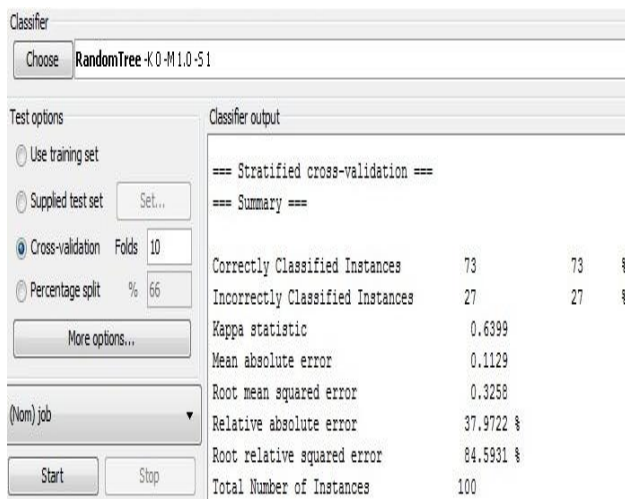 Classifier
Choose RandomTree -K 0 -M 1.0 -S 1
Test options
Use training set
Supplied test set Set...
Cross-validation Folds 10
Percentage split % 66
More options...
(Nom) job
Start Stop
Classifier output
=== Stratified cross-validation ===
=== Summary ===
Correctly Classified Instances 73 73 %
Incorrectly Classified Instances 27 27 %
Kappa statistic 0.6399
Mean absolute error 0.1129
Root mean squared error 0.3258
Relative absolute error 37.9722 %
Root relative squared error 84.5931 %
Total Number of Instances 100